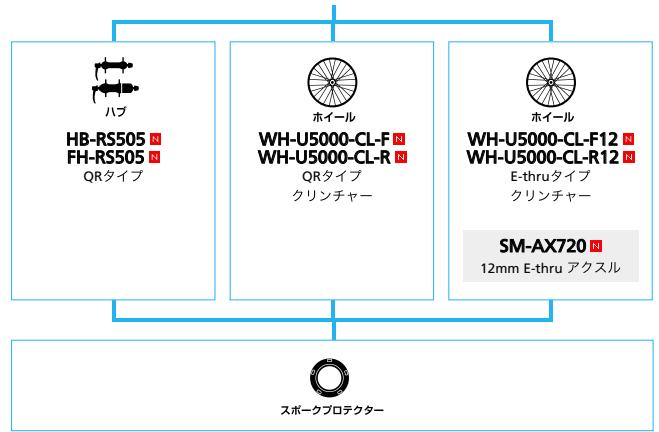 ハブ
HB-RS505 N
FH-RS505 N
QRタイプ
ホイール
WH-U5000-CL-F N
WH-U5000-CL-R N
QRタイプ
クリンチャー
ホイール
WH-U5000-CL-F12 N
WH-U5000-CL-R12 N
E-thruタイプ
クリンチャー
SM-AX720 N
12mm E-thru アクスル
スポークプロテクター